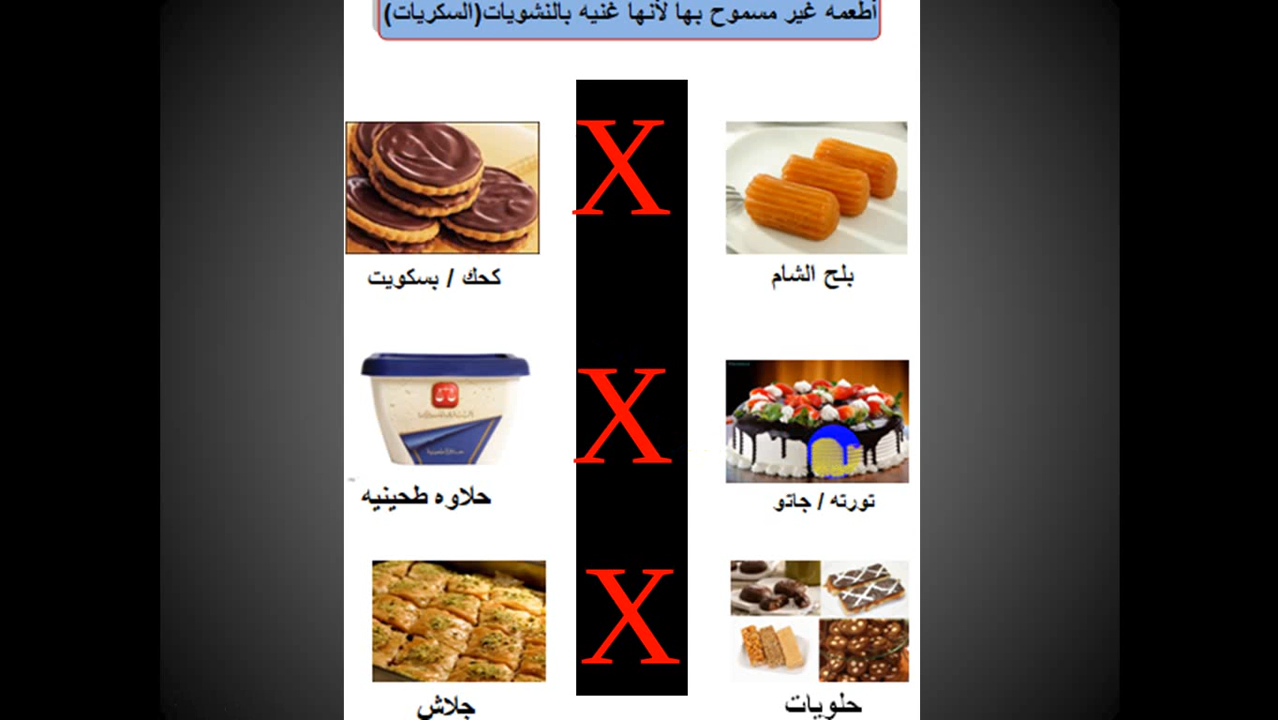 أطعمه غير مسموح بها لأنها غنيه بالنشويات(السكريات)
X
بلح الشام
كحك / بسكويت
X
تورته / جاتو
حلاوه طحينيه
X
حلويات
جلاش